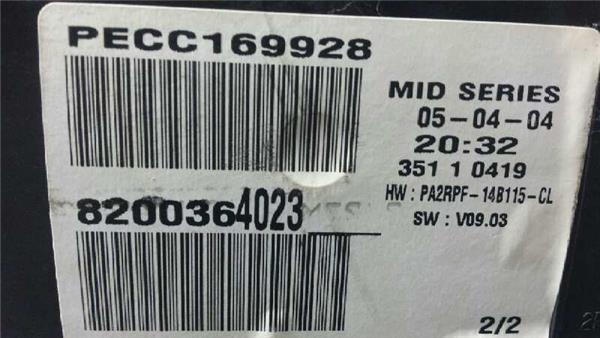 PECC169928
MID SERIES
05-04-04
20:32
351 1 0419
HW : PA2RPF-14B115-CL
SW : V09.03
8200364023
2/2